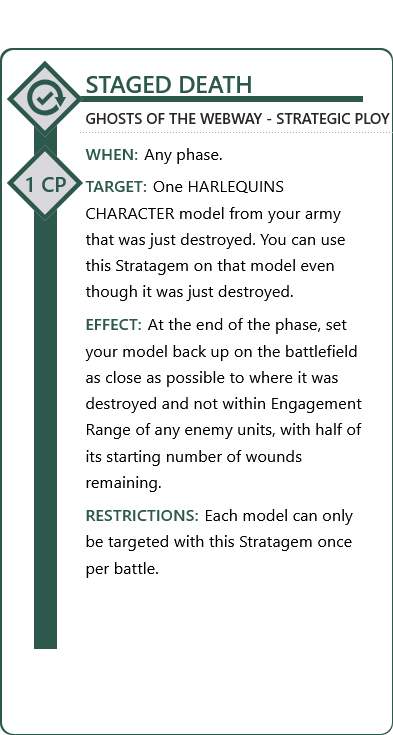 STAGED DEATH
GHOSTS OF THE WEBWAY - STRATEGIC PLOY
WHEN: Any phase.
1 CP
TARGET: One HARLEQUINS
CHARACTER model from your army
that was just destroyed. You can use
this Stratagem on that model even
though it was just destroyed.
EFFECT: At the end of the phase, set
your model back up on the battlefield
as close as possible to where it was
destroyed and not within Engagement
Range of any enemy units, with half of
its starting number of wounds
remaining.
RESTRICTIONS: Each model can only
be targeted with this Stratagem once
per battle.